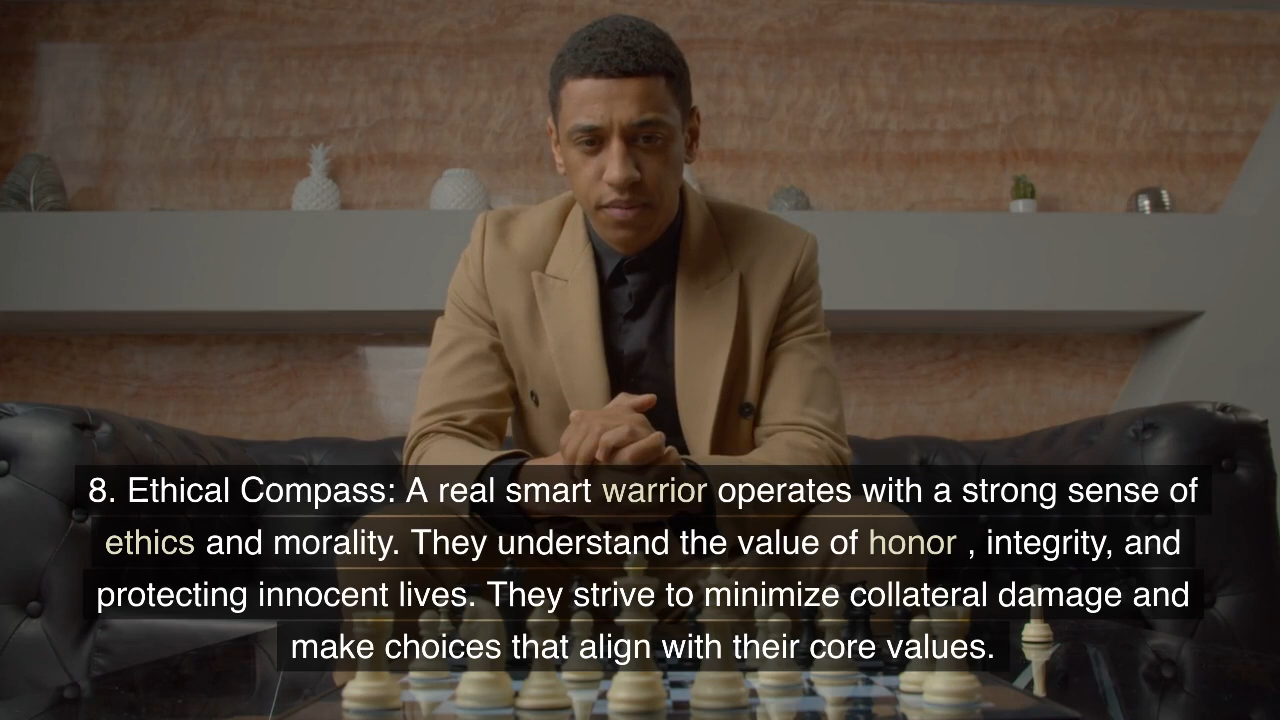 8. Ethical Compass: A real smart warrior operates with a strong sense of
ethics and morality. They understand the value of honor , integrity, and
protecting innocent lives. They strive to minimize collateral damage and
make choices that align with their core values.